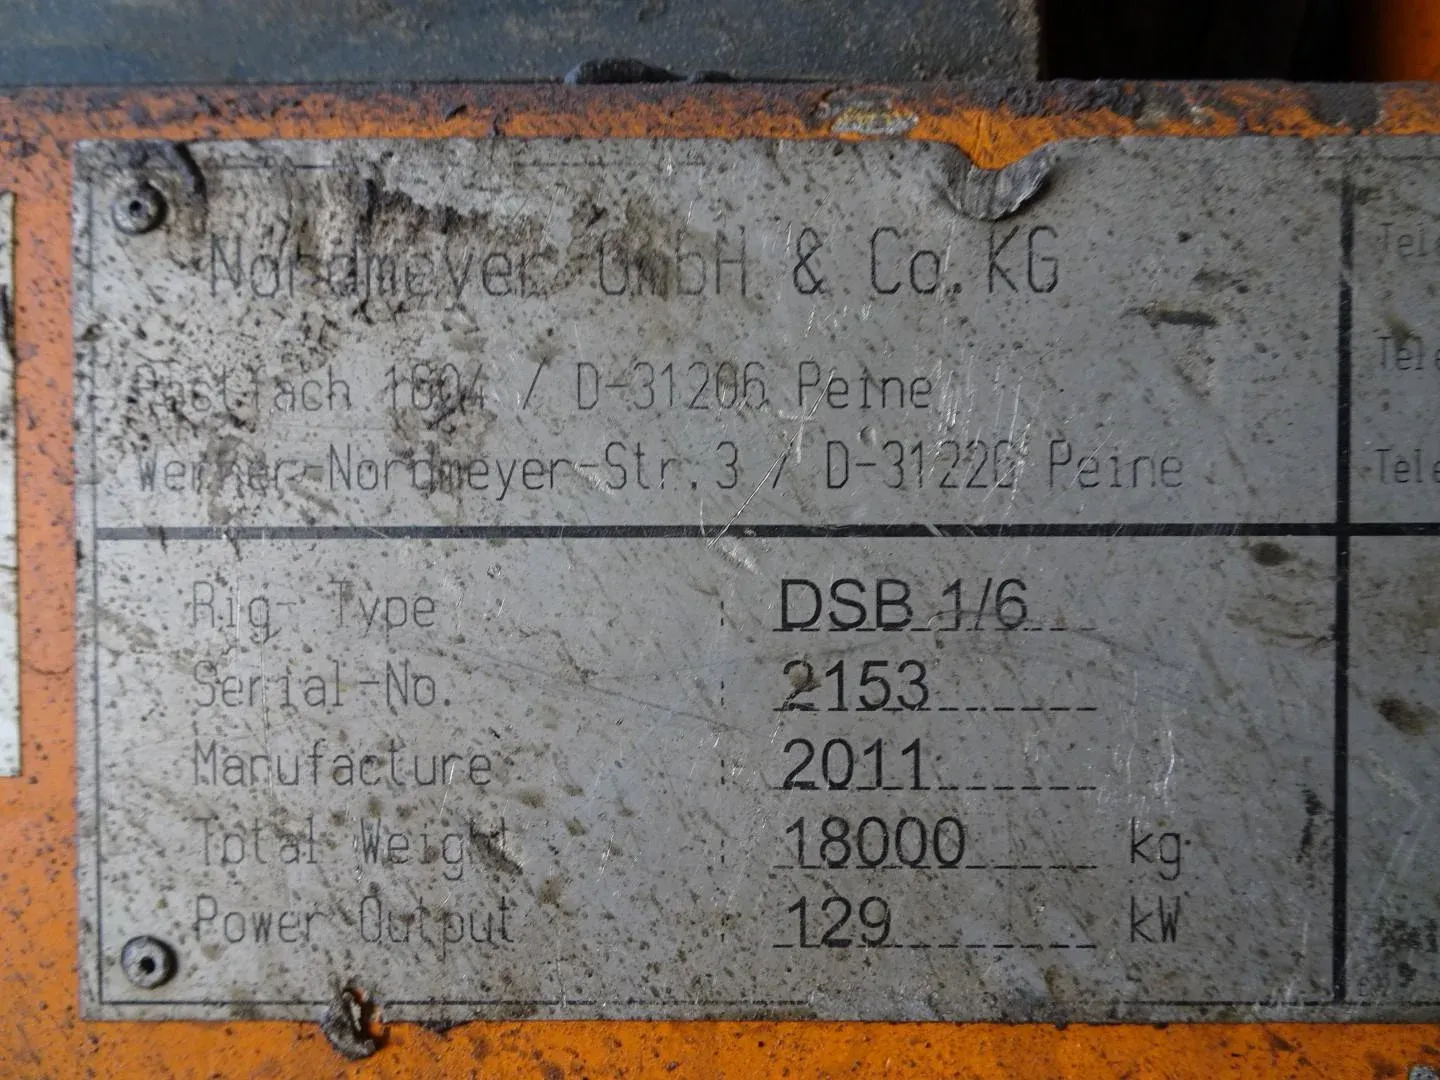 Nordmeyer GmbH & Co. KG
Postfach 1604 / D-31206 Peine
Werner-Nordmeyer-Str. 3 / D-31226 Peine
Rig- Type : DSB 1/6
Serial-No. : 2153
Manufacture : 2011
Total Weight : 18000 kg
Power Output : 129 kW